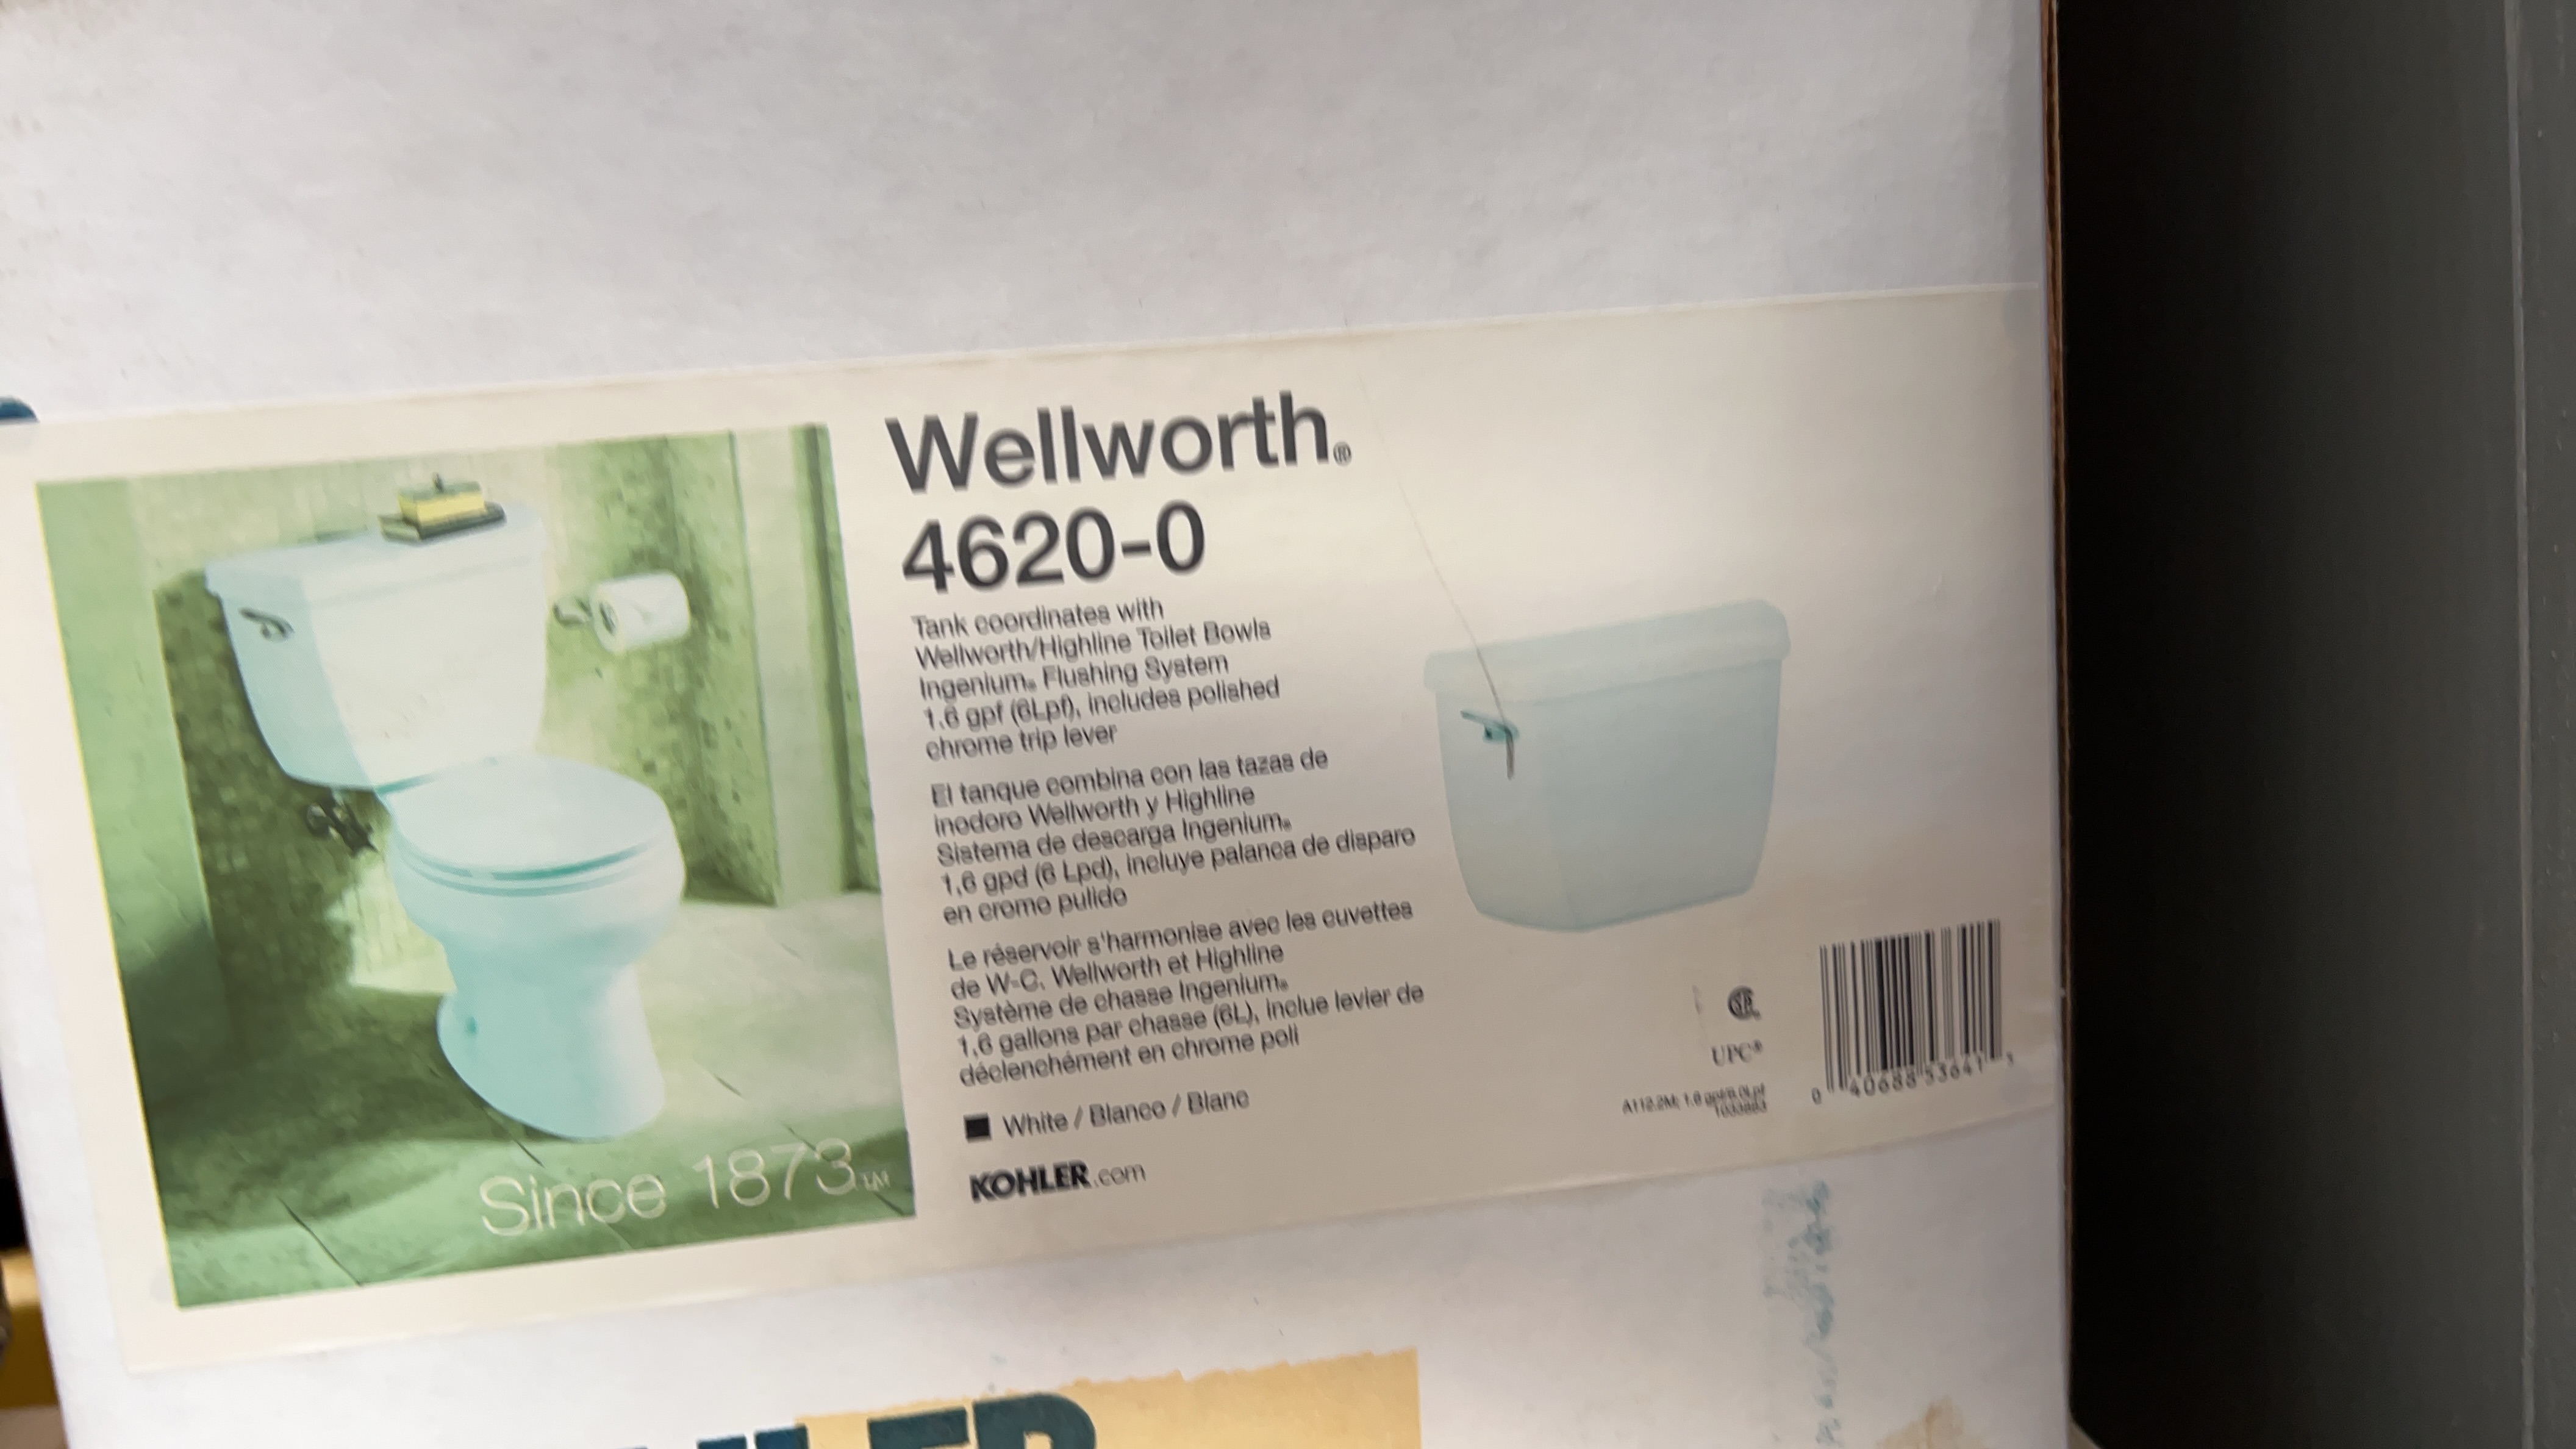 Wellworth®
4620-0
Tank coordinates with
Wellworth/Highline Toilet Bowls
Ingenium® Flushing System
1.6 gpf (6Lpf), includes polished
chrome trip lever
El tanque combina con las tazas de
inodoro Wellworth y Highline
Sistema de descarga Ingenium®
1,6 gpd (6 Lpd), incluye palanca de disparo
en cromo pulido
Le réservoir s'harmonise avec les cuvettes
de W-C. Wellworth et Highline
Système de chasse Ingenium®
1,6 gallons par chasse (6L), inclue levier de
déclenchément en chrome poli
White / Blanco / Blanc
KOHLER.com
Since 1873™
UPC®